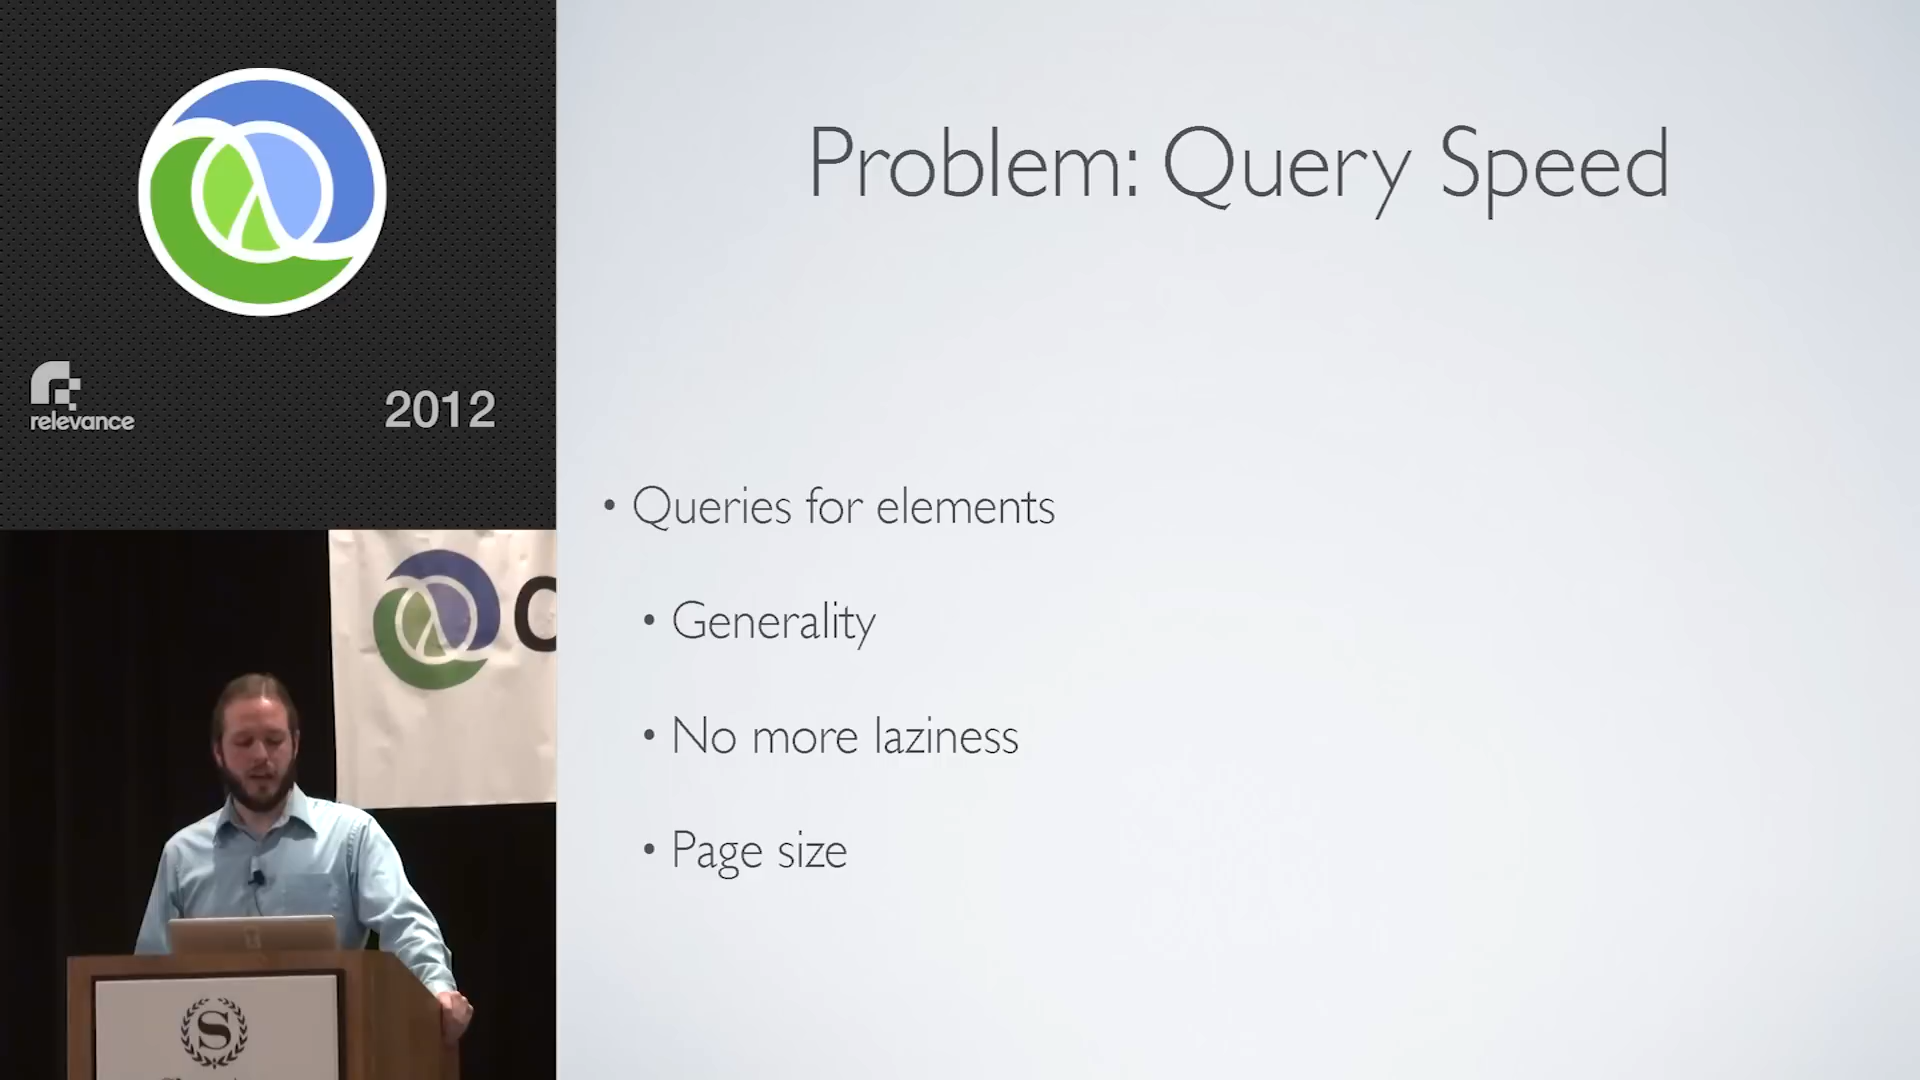 relevance
2012
C
S
Problem: Query Speed
• Queries for elements
• Generality
• No more laziness
• Page size